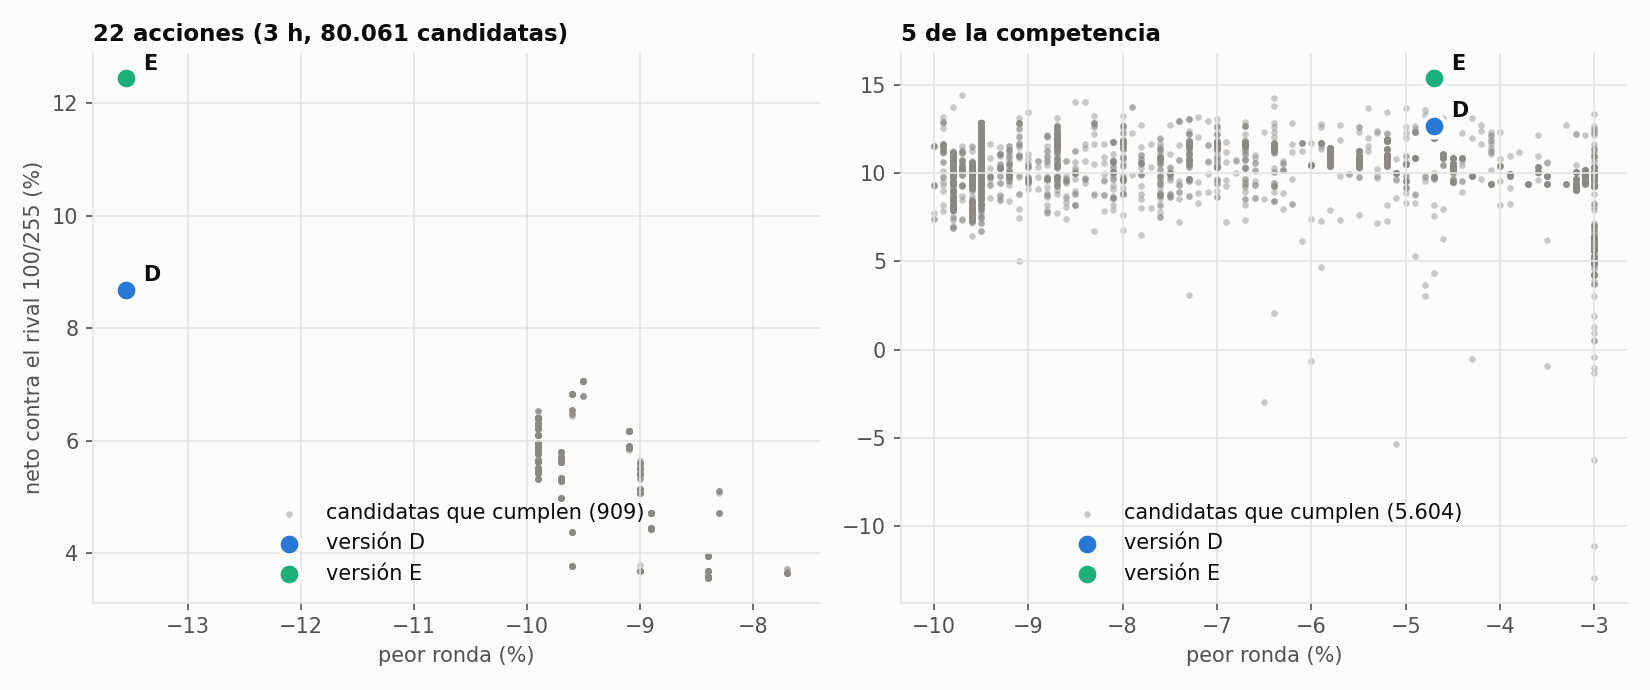 22 acciones (3 h, 80.061 candidatas)
neto contra el rival 100/255 (%)
12
10
8
6
4
E
D
candidatas que cumplen (909)
versión D
versión E
−13
−12
−11
−10
−9
−8
peor ronda (%)
5 de la competencia
15
10
5
0
−5
−10
E
D
candidatas que cumplen (5.604)
versión D
versión E
−10
−9
−8
−7
−6
−5
−4
−3
peor ronda (%)